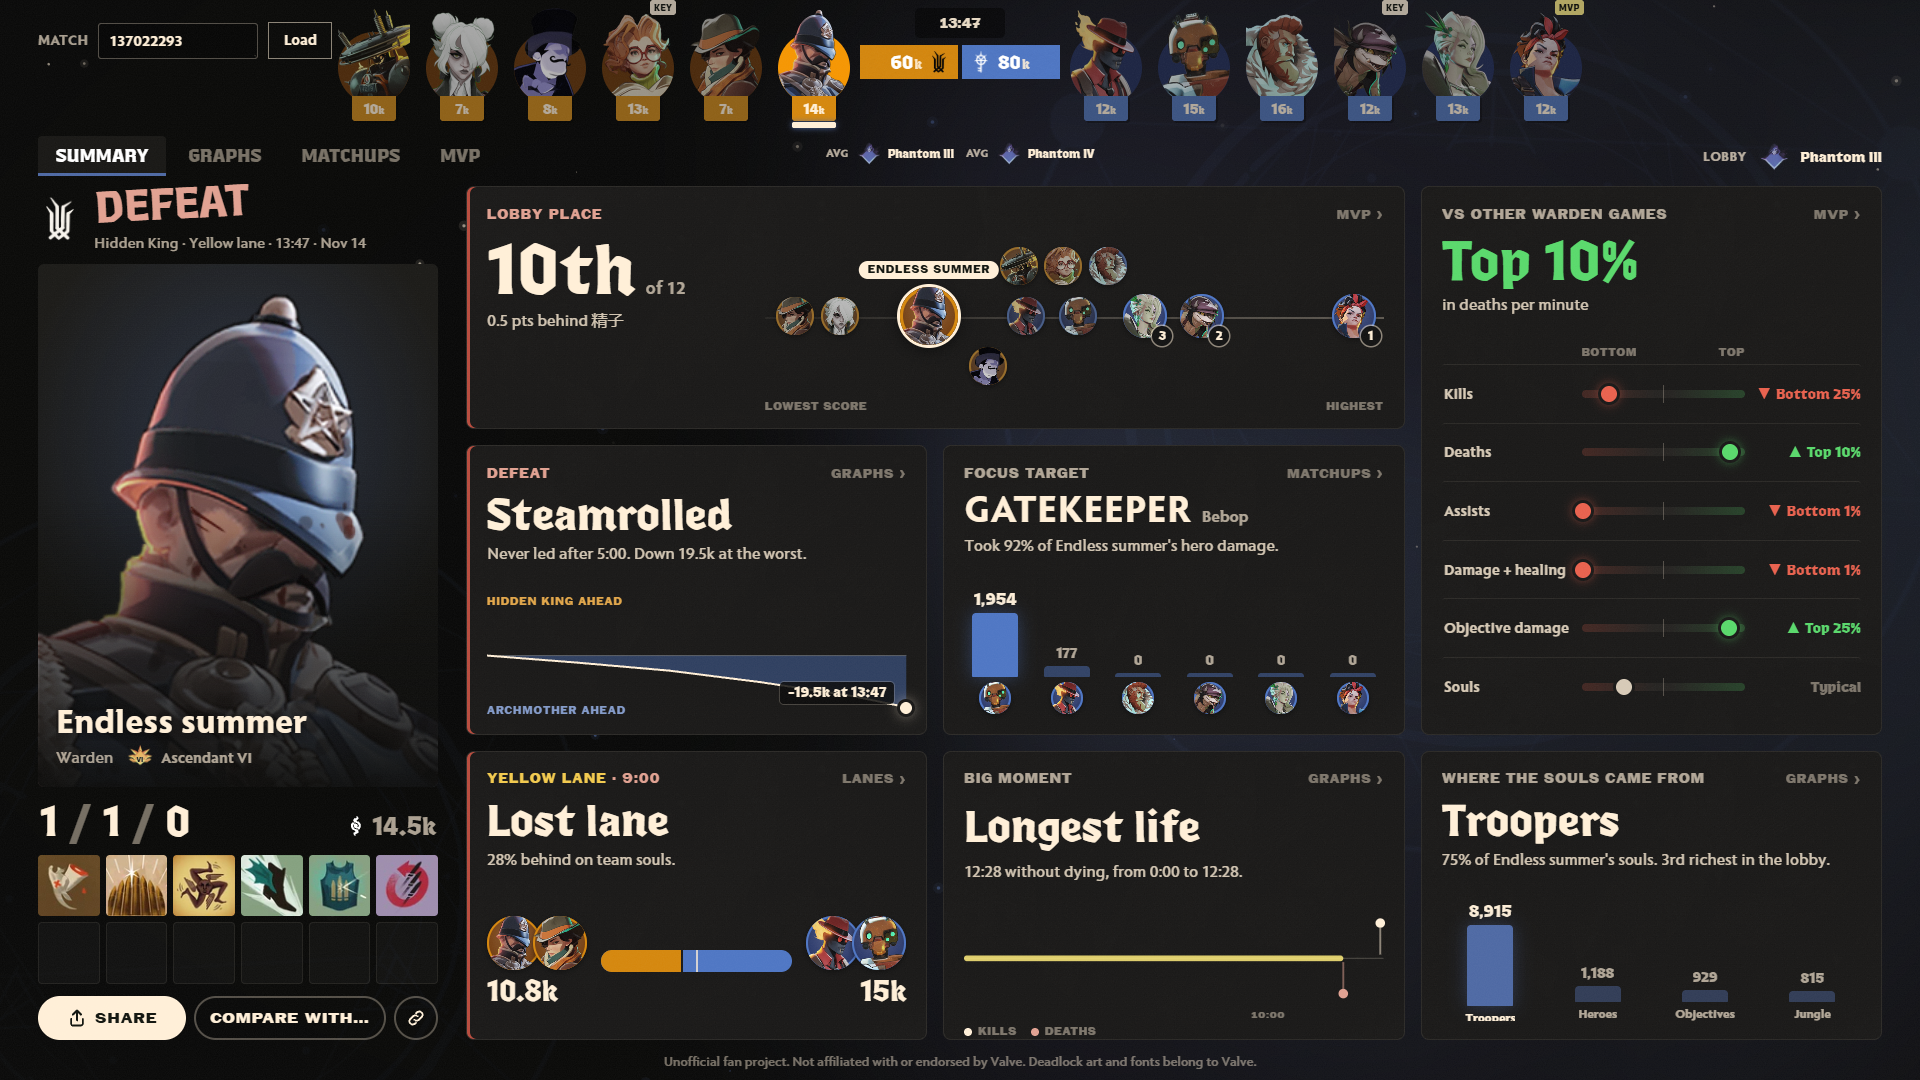 MATCH
137022293
Load
10k
7k
8k
KEY
13k
7k
14k
13:47
60k
80k
12k
15k
16k
KEY
12k
13k
MVP
12k
SUMMARY
GRAPHS
MATCHUPS
MVP
AVG Phantom III
AVG Phantom IV
LOBBY Phantom III
DEFEAT
Hidden King · Yellow lane · 13:47 · Nov 14
Endless summer
Warden
VI
Ascendant VI
1 / 1 / 0
14.5k
SHARE
COMPARE WITH...
LOBBY PLACE
MVP ›
10th of 12
0.5 pts behind 精子
ENDLESS SUMMER
3
2
1
LOWEST SCORE
HIGHEST
DEFEAT
GRAPHS ›
Steamrolled
Never led after 5:00. Down 19.5k at the worst.
HIDDEN KING AHEAD
-19.5k at 13:47
ARCHMOTHER AHEAD
FOCUS TARGET
MATCHUPS ›
GATEKEEPER Bebop
Took 92% of Endless summer's hero damage.
1,954
177
0
0
0
0
VS OTHER WARDEN GAMES
MVP ›
Top 10%
in deaths per minute
BOTTOM
TOP
Kills
▼ Bottom 25%
Deaths
▲ Top 10%
Assists
▼ Bottom 1%
Damage + healing
▼ Bottom 1%
Objective damage
▲ Top 25%
Souls
Typical
YELLOW LANE · 9:00
LANES ›
Lost lane
28% behind on team souls.
10.8k
15k
BIG MOMENT
GRAPHS ›
Longest life
12:28 without dying, from 0:00 to 12:28.
10:00
KILLS
DEATHS
WHERE THE SOULS CAME FROM
GRAPHS ›
Troopers
75% of Endless summer's souls. 3rd richest in the lobby.
8,915
1,188
929
815
Troopers
Heroes
Objectives
Jungle
Unofficial fan project. Not affiliated with or endorsed by Valve. Deadlock art and fonts belong to Valve.